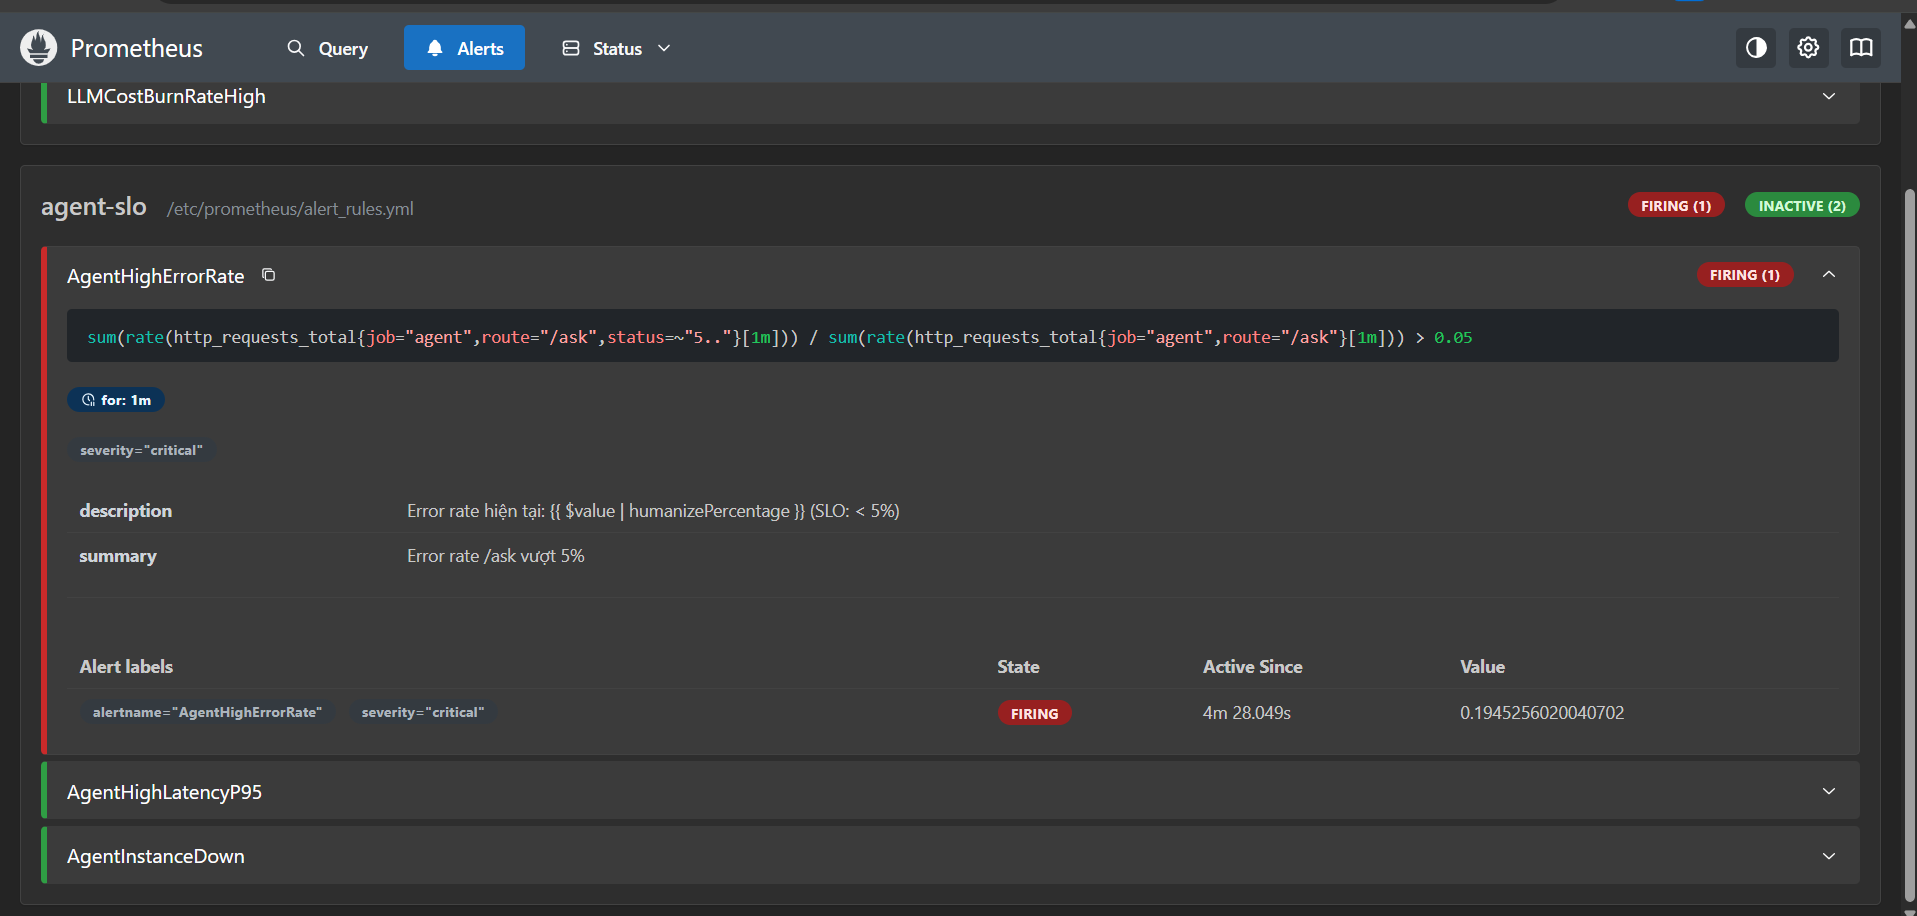 Prometheus Query Alerts Status
LLMCostBurnRateHigh
agent-slo /etc/prometheus/alert_rules.yml FIRING (1) INACTIVE (2)
AgentHighErrorRate FIRING (1)
sum(rate(http_requests_total{job="agent",route="/ask",status=~"5.."}[1m])) / sum(rate(http_requests_total{job="agent",route="/ask"}[1m])) > 0.05
for: 1m
severity="critical"
description Error rate hiện tại: {{ $value | humanizePercentage }} (SLO: < 5%)
summary Error rate /ask vượt 5%
Alert labels State Active Since Value
alertname="AgentHighErrorRate" severity="critical" FIRING 4m 28.049s 0.1945256020040702
AgentHighLatencyP95
AgentInstanceDown